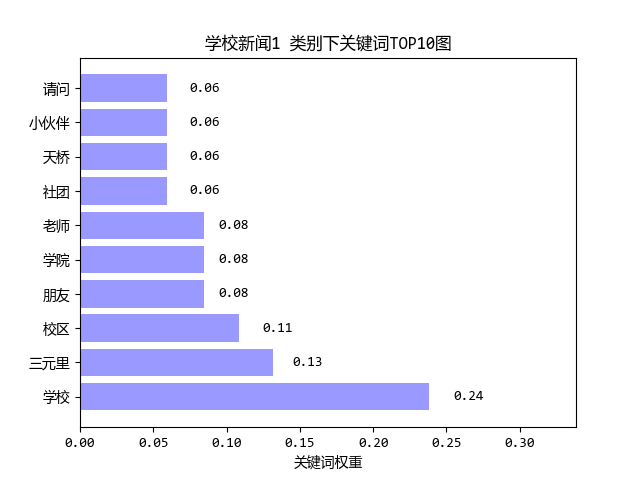 学校新闻1 类别下关键词TOP10图
请问 0.06
小伙伴 0.06
天桥 0.06
社团 0.06
老师 0.08
学院 0.08
朋友 0.08
校区 0.11
三元里 0.13
学校 0.24
0.00 0.05 0.10 0.15 0.20 0.25 0.30
关键词权重